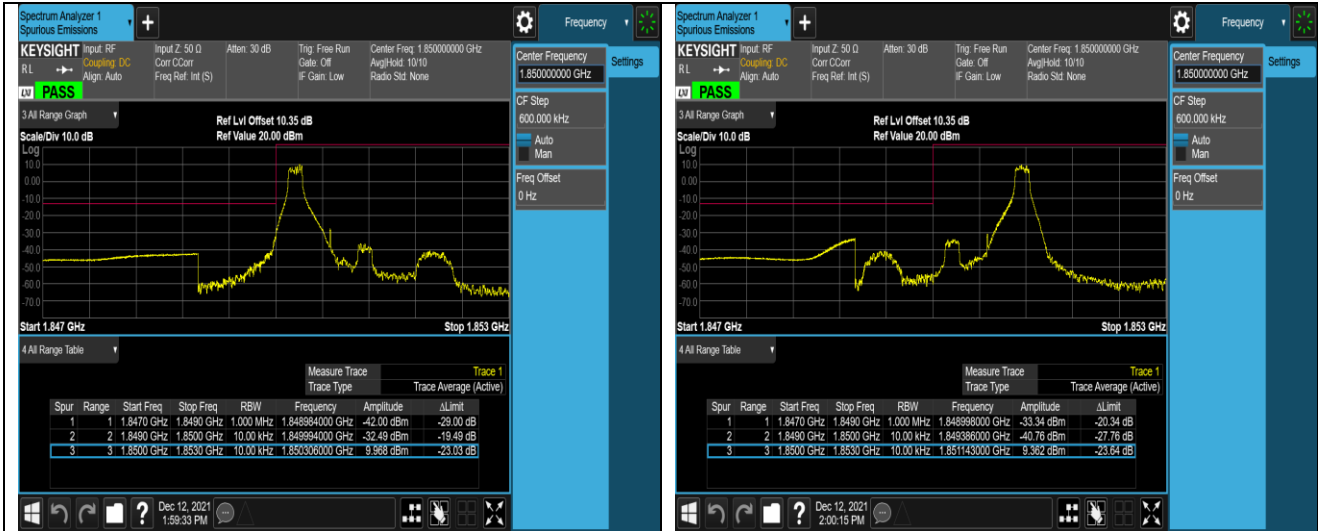 Spectrum Analyzer 1
Spurious Emissions
+
Frequency
KEYSIGHT Input: RF Input Z: 50 Ω Atten: 30 dB Trig: Free Run Center Freq: 1.850000000 GHz
RL Coupling: DC Corr CCorr Gate: Off Avg|Hold: 10/10
Align: Auto Freq Ref: Int (S) IF Gain: Low Radio Std: None
LNI PASS
3 All Range Graph
Ref Lvl Offset 10.35 dB
Scale/Div 10.0 dB Ref Value 20.00 dBm
Log
10.0
0.00
-10.0
-20.0
-30.0
-40.0
-50.0
-60.0
-70.0
Start 1.847 GHz Stop 1.853 GHz
4 All Range Table
Measure Trace Trace 1
Trace Type Trace Average (Active)
Spur Range Start Freq Stop Freq RBW Frequency Amplitude ΔLimit
1 1 1.8470 GHz 1.8490 GHz 1.000 MHz 1.848984000 GHz -42.00 dBm -29.00 dB
2 2 1.8490 GHz 1.8500 GHz 10.00 kHz 1.849994000 GHz -32.49 dBm -19.49 dB
3 3 1.8500 GHz 1.8530 GHz 10.00 kHz 1.850306000 GHz 9.968 dBm -23.03 dB
?
Dec 12, 2021
1:59:33 PM
Center Frequency
1.850000000 GHz
Settings
CF Step
600.000 kHz
Auto
Man
Freq Offset
0 Hz
Spectrum Analyzer 1
Spurious Emissions
+
Frequency
KEYSIGHT Input: RF Input Z: 50 Ω Atten: 30 dB Trig: Free Run Center Freq: 1.850000000 GHz
RL Coupling: DC Corr CCorr Gate: Off Avg|Hold: 10/10
Align: Auto Freq Ref: Int (S) IF Gain: Low Radio Std: None
LNI PASS
3 All Range Graph
Ref Lvl Offset 10.35 dB
Scale/Div 10.0 dB Ref Value 20.00 dBm
Log
10.0
0.00
-10.0
-20.0
-30.0
-40.0
-50.0
-60.0
-70.0
Start 1.847 GHz Stop 1.853 GHz
4 All Range Table
Measure Trace Trace 1
Trace Type Trace Average (Active)
Spur Range Start Freq Stop Freq RBW Frequency Amplitude ΔLimit
1 1 1.8470 GHz 1.8490 GHz 1.000 MHz 1.848998000 GHz -33.34 dBm -20.34 dB
2 2 1.8490 GHz 1.8500 GHz 10.00 kHz 1.849386000 GHz -40.76 dBm -27.76 dB
3 3 1.8500 GHz 1.8530 GHz 10.00 kHz 1.851143000 GHz 9.362 dBm -23.64 dB
?
Dec 12, 2021
2:00:15 PM
Center Frequency
1.850000000 GHz
Settings
CF Step
600.000 kHz
Auto
Man
Freq Offset
0 Hz